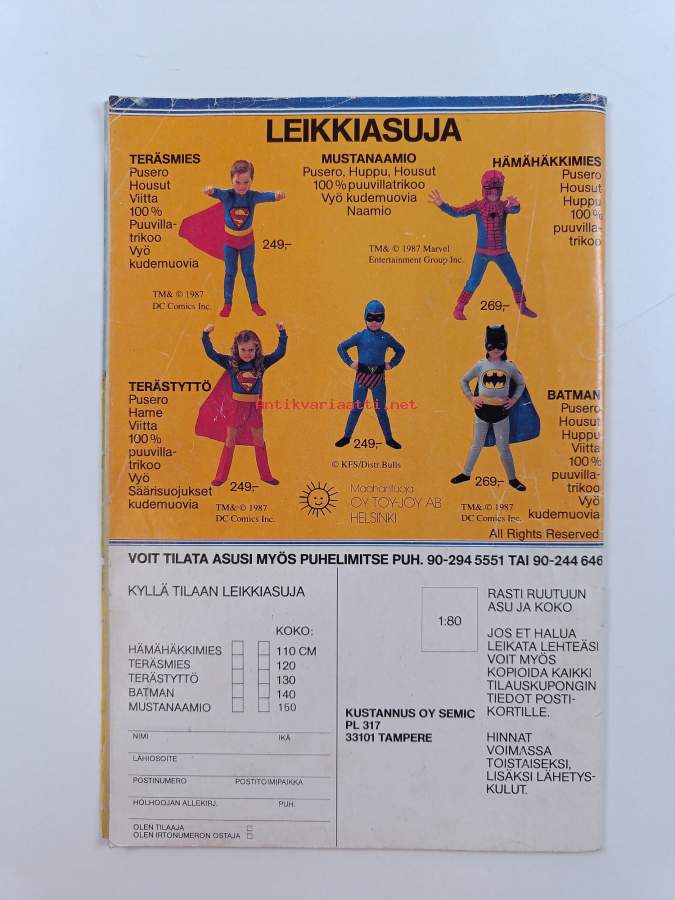 LEIKKIASUJA
TERÄSMIES
Pusero
Housut
Viitta
100 %
Puuvilla-
trikoo
Vyö
kudemuovia
249,–
TM& © 1987
DC Comics Inc.
MUSTANAAMIO
Pusero, Huppu, Housut
100 % puuvillatrikoo
Vyö kudemuovia
Naamio
TM& © 1987 Marvel
Entertainment Group Inc.
HÄMÄHÄKKIMIES
Pusero
Housut
Huppu
100 %
puuvilla-
trikoo
269,–
TERÄSTYTTÖ
Pusero
Hame
Viitta
100 %
puuvilla-
trikoo
Vyö
Säärisuojukset
kudemuovia
249,–
TM& © 1987
DC Comics Inc.
antikvariaatti.net
249,–
© KFS/Distr.Bulls
Maahantuoja
OY TOY-JOY AB
HELSINKI
BATMAN
Pusero
Housut
Huppu
Viitta
100 %
puuvilla-
trikoo
Vyö
kudemuovia
269,–
TM& © 1987
DC Comics Inc.
All Rights Reserved
VOIT TILATA ASUSI MYÖS PUHELIMITSE PUH. 90-294 5551 TAI 90-244 646
KYLLÄ TILAAN LEIKKIASUJA
KOKO:
HÄMÄHÄKKIMIES 110 CM
TERÄSMIES 120
TERÄSTYTTÖ 130
BATMAN 140
MUSTANAAMIO 150
NIMI IKÄ
LÄHIOSOITE
POSTINUMERO POSTITOIMIPAIKKA
HOLHOOJAN ALLEKIRJ. PUH.
OLEN TILAAJA
OLEN IRTONUMERON OSTAJA
1:80
KUSTANNUS OY SEMIC
PL 317
33101 TAMPERE
RASTI RUUTUUN
ASU JA KOKO
JOS ET HALUA
LEIKATA LEHTEÄSI
VOIT MYÖS
KOPIOIDA KAIKKI
TILAUSKUPONGIN
TIEDOT POSTI-
KORTILLE.
HINNAT
VOIMASSA
TOISTAISEKSI,
LISÄKSI LÄHETYS-
KULUT.